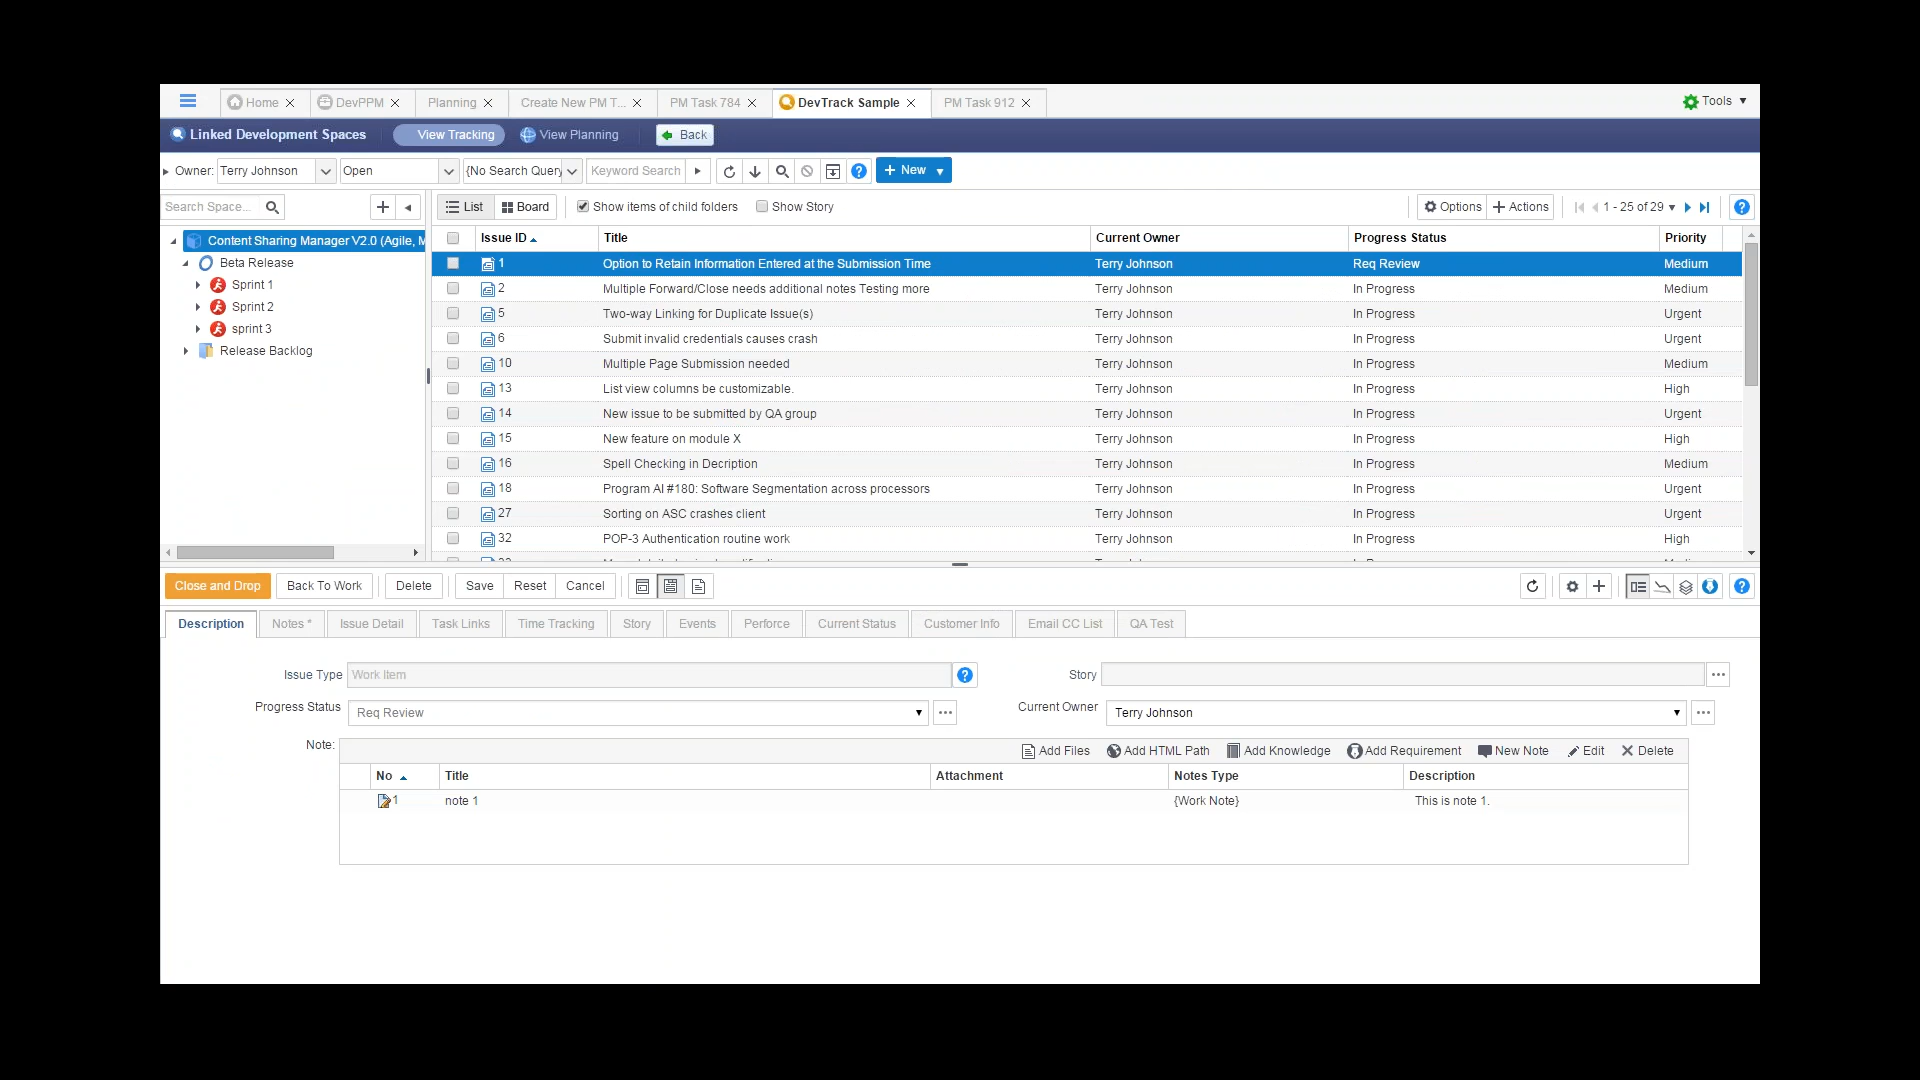 Home DevPPM Planning Create New PM T... PM Task 784 DevTrack Sample PM Task 912 Tools
Linked Development Spaces View Tracking View Planning Back
Owner: Terry Johnson Open {No Search Query Keyword Search New
Search Space... List Board Show items of child folders Show Story Options Actions 1 - 25 of 29
Content Sharing Manager V2.0 (Agile, M
Beta Release
Sprint 1
Sprint 2
sprint 3
Release Backlog
Issue ID Title Current Owner Progress Status Priority
1 Option to Retain Information Entered at the Submission Time Terry Johnson Req Review Medium
2 Multiple Forward/Close needs additional notes Testing more Terry Johnson In Progress Medium
5 Two-way Linking for Duplicate Issue(s) Terry Johnson In Progress Urgent
6 Submit invalid credentials causes crash Terry Johnson In Progress Urgent
10 Multiple Page Submission needed Terry Johnson In Progress Medium
13 List view columns be customizable. Terry Johnson In Progress High
14 New issue to be submitted by QA group Terry Johnson In Progress Urgent
15 New feature on module X Terry Johnson In Progress High
16 Spell Checking in Decription Terry Johnson In Progress Medium
18 Program AI #180: Software Segmentation across processors Terry Johnson In Progress Urgent
27 Sorting on ASC crashes client Terry Johnson In Progress Urgent
32 POP-3 Authentication routine work Terry Johnson In Progress High
Close and Drop Back To Work Delete Save Reset Cancel
Description Notes * Issue Detail Task Links Time Tracking Story Events Perforce Current Status Customer Info Email CC List QA Test
Issue Type Work Item Story
Progress Status Req Review Current Owner Terry Johnson
Note: Add Files Add HTML Path Add Knowledge Add Requirement New Note Edit Delete
No Title Attachment Notes Type Description
1 note 1 {Work Note} This is note 1.